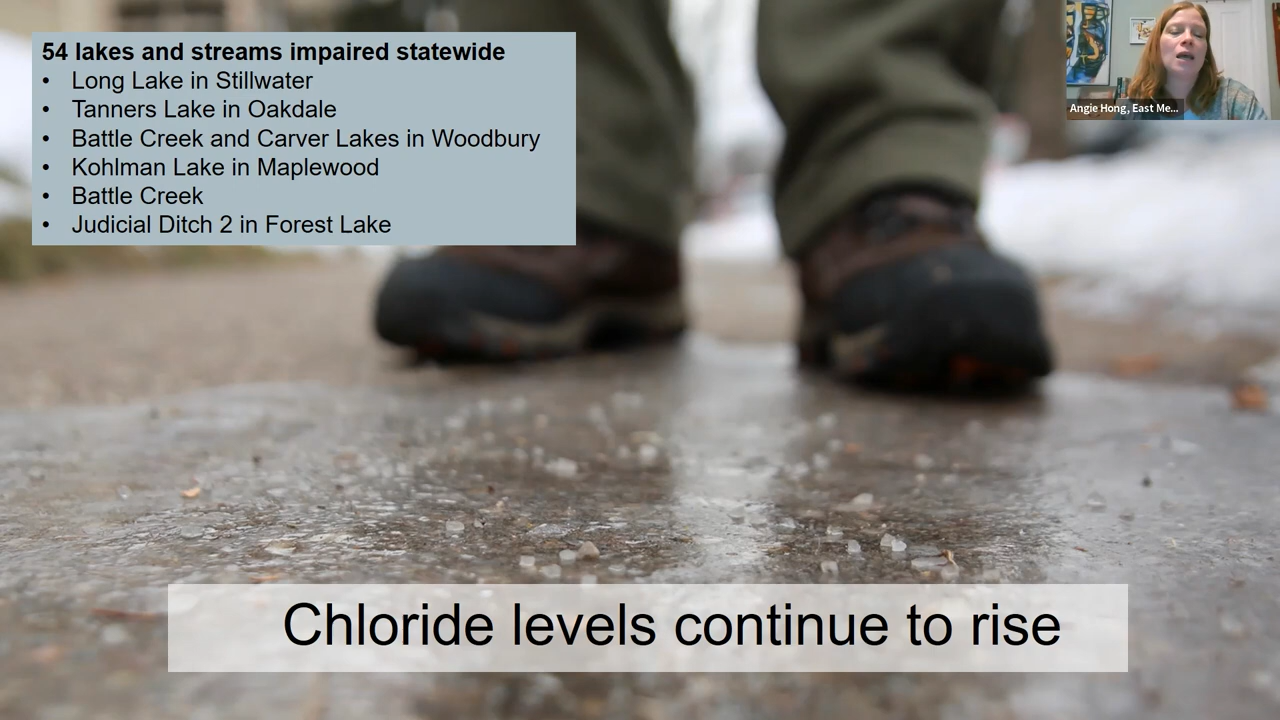 54 lakes and streams impaired statewide
• Long Lake in Stillwater
• Tanners Lake in Oakdale
• Battle Creek and Carver Lakes in Woodbury
• Kohlman Lake in Maplewood
• Battle Creek
• Judicial Ditch 2 in Forest Lake
Angie Hong, East Me...
Chloride levels continue to rise